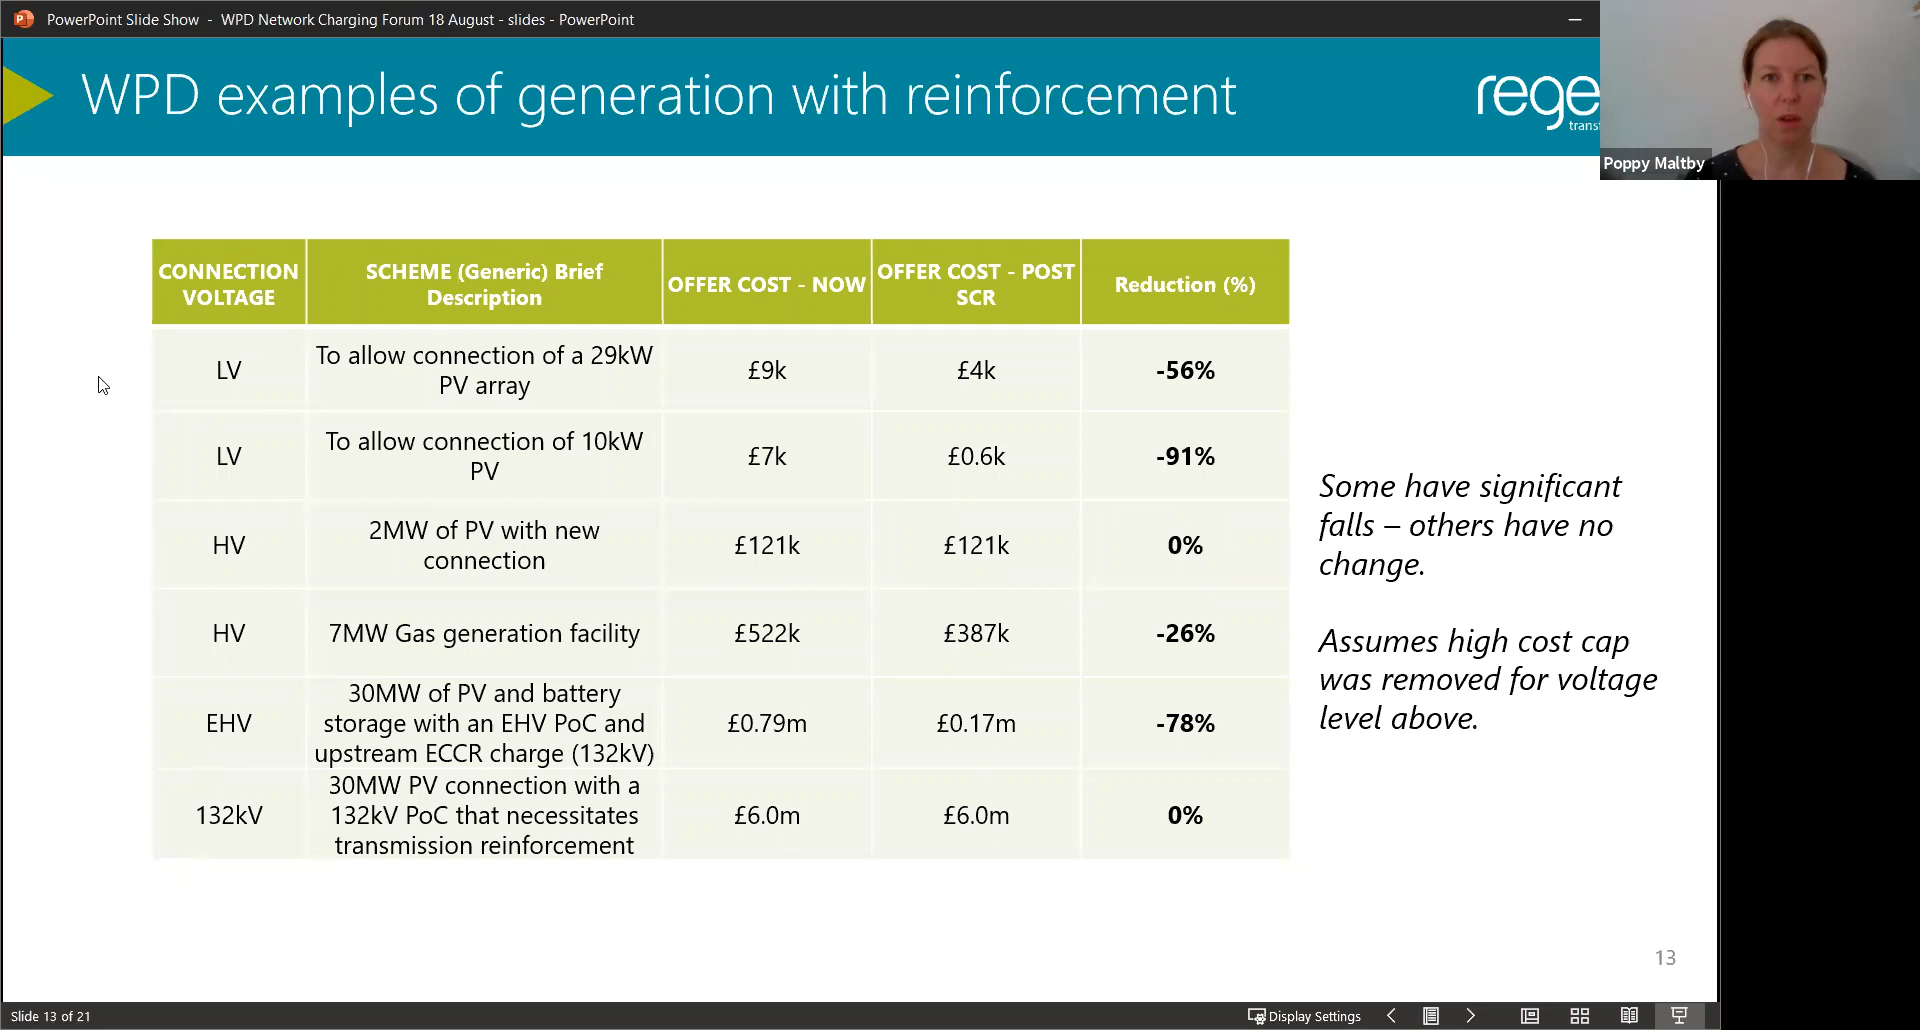 PowerPoint Slide Show - WPD Network Charging Forum 18 August - slides - PowerPoint
WPD examples of generation with reinforcement
rege
trans
Poppy Maltby
CONNECTION VOLTAGE
SCHEME (Generic) Brief Description
OFFER COST - NOW
OFFER COST - POST SCR
Reduction (%)
LV
To allow connection of a 29kW
PV array
£9k
£4k
-56%
LV
To allow connection of 10kW
PV
£7k
£0.6k
-91%
HV
2MW of PV with new
connection
£121k
£121k
0%
HV
7MW Gas generation facility
£522k
£387k
-26%
EHV
30MW of PV and battery
storage with an EHV PoC and
upstream ECCR charge (132kV)
£0.79m
£0.17m
-78%
132kV
30MW PV connection with a
132kV PoC that necessitates
transmission reinforcement
£6.0m
£6.0m
0%
Some have significant
falls – others have no
change.
Assumes high cost cap
was removed for voltage
level above.
13
Slide 13 of 21
Display Settings